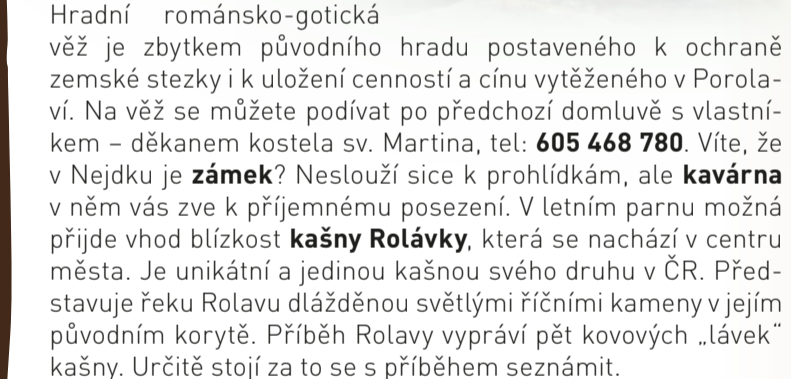 Hradní románsko-gotická
věž je zbytkem původního hradu postaveného k ochraně
zemské stezky i k uložení cenností a cínu vytěženého v Porola-
ví. Na věž se můžete podívat po předchozí domluvě s vlastní-
kem – děkanem kostela sv. Martina, tel: 605 468 780. Víte, že
v Nejdku je zámek? Neslouží sice k prohlídkám, ale kavárna
v něm vás zve k příjemnému posezení. V letním parnu možná
přijde vhod blízkost kašny Rolávky, která se nachází v centru
města. Je unikátní a jedinou kašnou svého druhu v ČR. Před-
stavuje řeku Rolavu dlážděnou světlými říčními kameny v jejím
původním korytě. Příběh Rolavy vypráví pět kovových „lávek“
kašny. Určitě stojí za to se s příběhem seznámit.